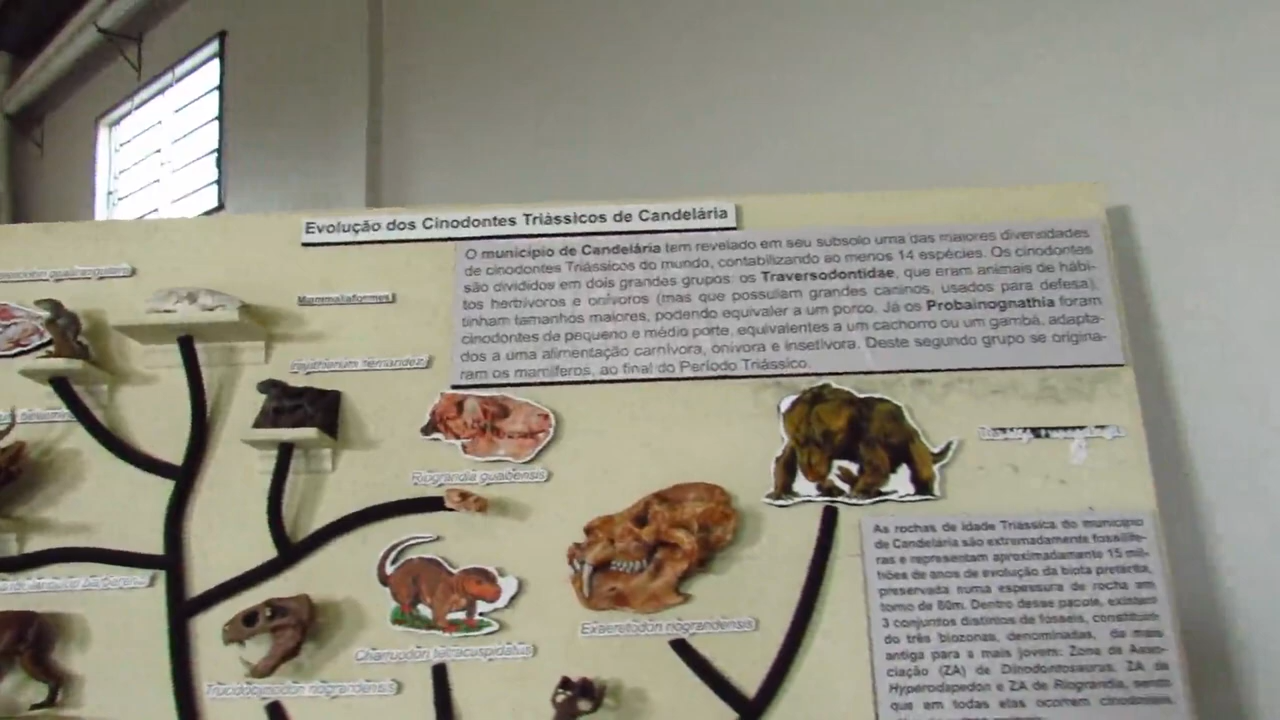 Evolução dos Cinodontes Triássicos de Candelária
O município de Candelária tem revelado em seu subsolo uma das maiores diversidades
de cinodontes Triássicos do mundo, contabilizando ao menos 14 espécies. Os cinodontes
são divididos em dois grandes grupos: os Traversodontidae, que eram animais de hábi-
tos herbívoros e onívoros (mas que possuíam grandes caninos, usados para defesa),
tinham tamanhos maiores, podendo equivaler a um porco. Já os Probainognathia foram
cinodontes de pequeno e médio porte, equivalentes a um cachorro ou um gambá, adapta-
dos a uma alimentação carnívora, onívora e insetívora. Deste segundo grupo se origina-
ram os mamíferos, ao final do Período Triássico.
Mammaliaformes
Irajatherium hernandezi
Riograndia guaibensis
Exaeretodon riograndensis
Charruodon tetracuspidatus
Trucidocynodon riograndensis
As rochas de idade Triássica do município
de Candelária são extremadamente fossilífe-
ras e representam aproximadamente 15 mil-
hões de anos de evolução da biota pretérita,
preservada numa espessura de rocha em
torno de 80m. Dentro desse pacote, existem
3 conjuntos distintos de fósseis, constituin-
do três biozonas, denominadas, da mais
antiga para a mais jovem: Zona de Asso-
ciação (ZA) de Dinodontosaurus, ZA de
Hyperodapedon e ZA de Riograndia, sendo
que em todas elas ocorrem cinodontes